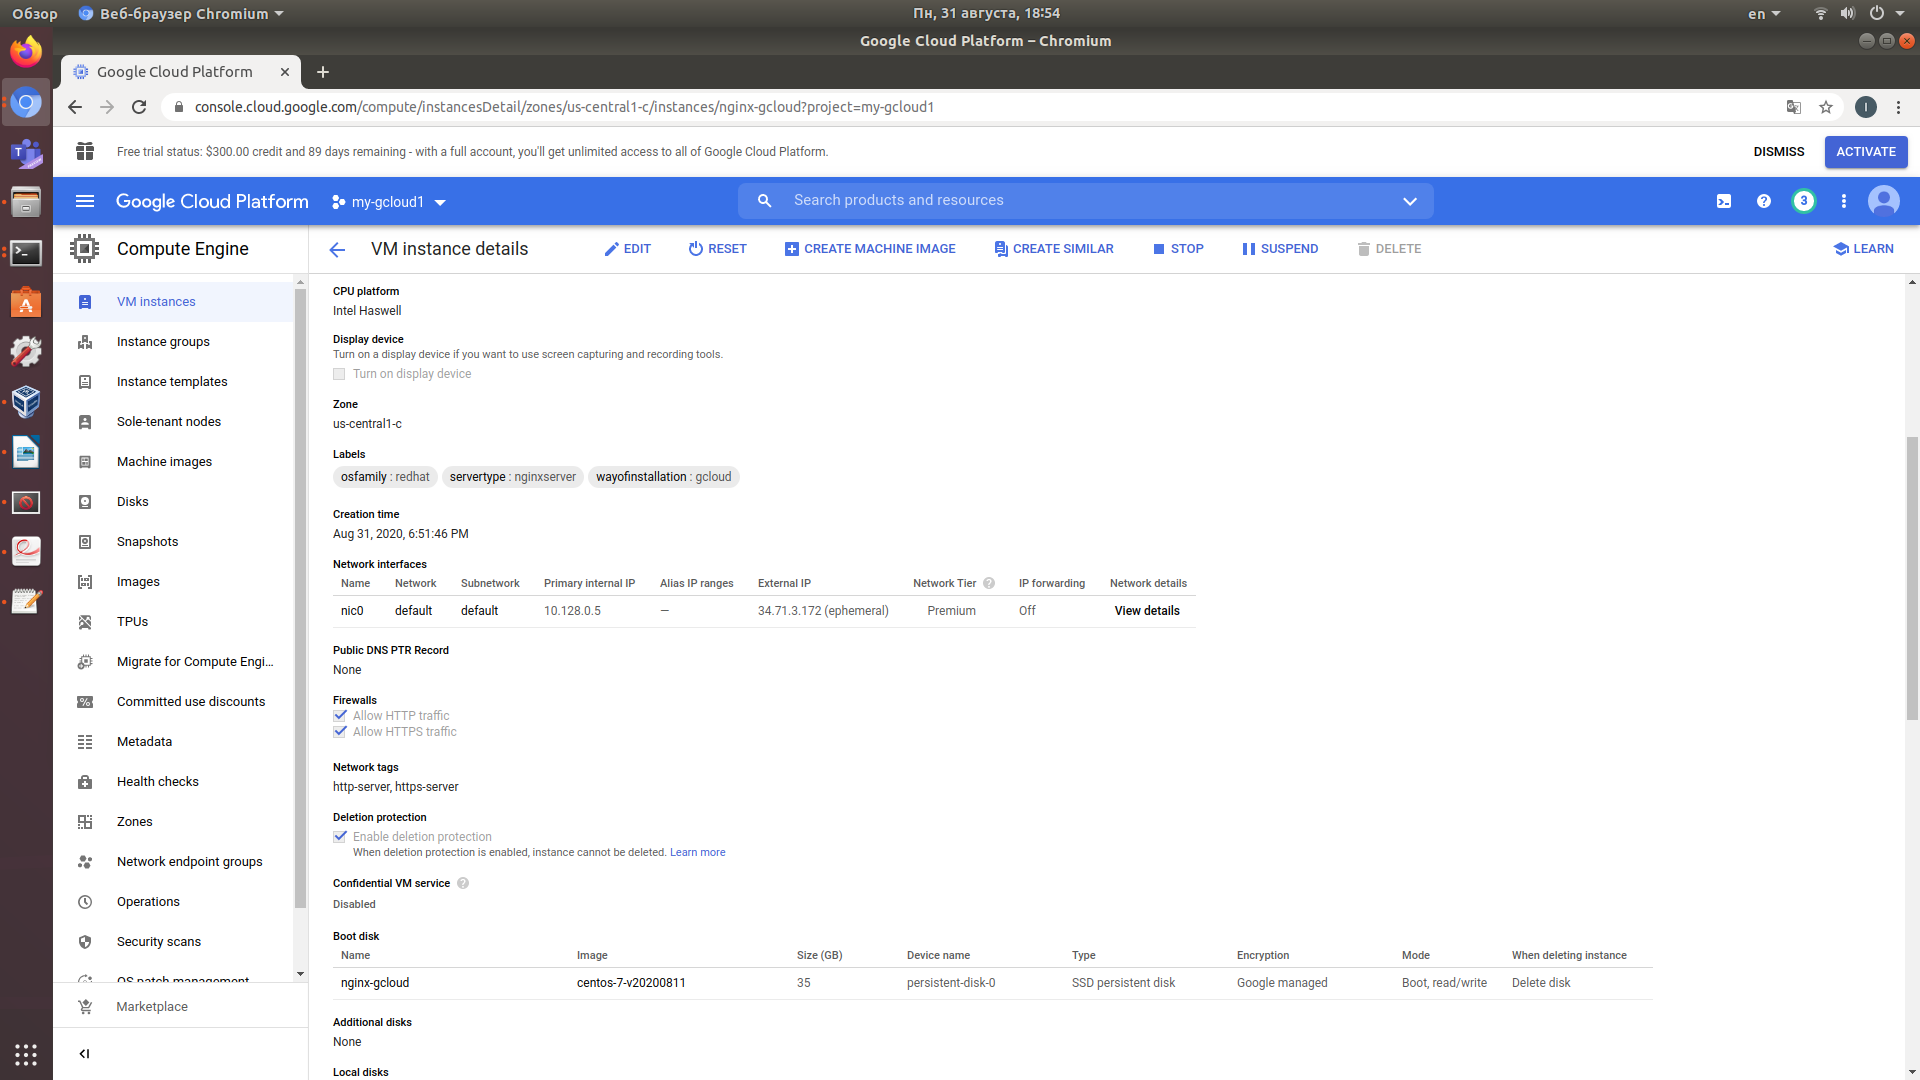 Обзор
Веб-браузер Chromium
Пн, 31 августа, 18:54
en
Google Cloud Platform – Chromium
Google Cloud Platform
console.cloud.google.com/compute/instancesDetail/zones/us-central1-c/instances/nginx-gcloud?project=my-gcloud1
I
Free trial status: $300.00 credit and 89 days remaining - with a full account, you'll get unlimited access to all of Google Cloud Platform.
DISMISS
ACTIVATE
Google Cloud Platform
my-gcloud1
Search products and resources
3
Compute Engine
VM instance details
EDIT
RESET
CREATE MACHINE IMAGE
CREATE SIMILAR
STOP
SUSPEND
DELETE
LEARN
VM instances
Instance groups
Instance templates
Sole-tenant nodes
Machine images
Disks
Snapshots
Images
TPUs
Migrate for Compute Engi...
Committed use discounts
Metadata
Health checks
Zones
Network endpoint groups
Operations
Security scans
OS patch management
Marketplace
CPU platform
Intel Haswell
Display device
Turn on a display device if you want to use screen capturing and recording tools.
Turn on display device
Zone
us-central1-c
Labels
osfamily : redhat servertype : nginxserver wayofinstallation : gcloud
Creation time
Aug 31, 2020, 6:51:46 PM
Network interfaces
Name Network Subnetwork Primary internal IP Alias IP ranges External IP Network Tier IP forwarding Network details
nic0 default default 10.128.0.5 — 34.71.3.172 (ephemeral) Premium Off View details
Public DNS PTR Record
None
Firewalls
Allow HTTP traffic
Allow HTTPS traffic
Network tags
http-server, https-server
Deletion protection
Enable deletion protection
When deletion protection is enabled, instance cannot be deleted. Learn more
Confidential VM service
Disabled
Boot disk
Name Image Size (GB) Device name Type Encryption Mode When deleting instance
nginx-gcloud centos-7-v20200811 35 persistent-disk-0 SSD persistent disk Google managed Boot, read/write Delete disk
Additional disks
None
Local disks